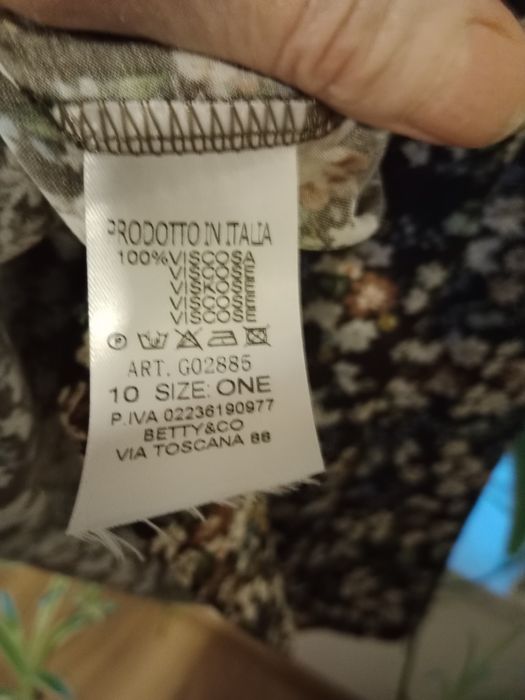 PRODOTTO IN ITALIA
100%VISCOSA
VISCOSE
VISKOSE
VISCOSE
VISCOSE
P
ART. G02885
10 SIZE: ONE
P.IVA 02236190977
BETTY&CO
VIA TOSCANA 88